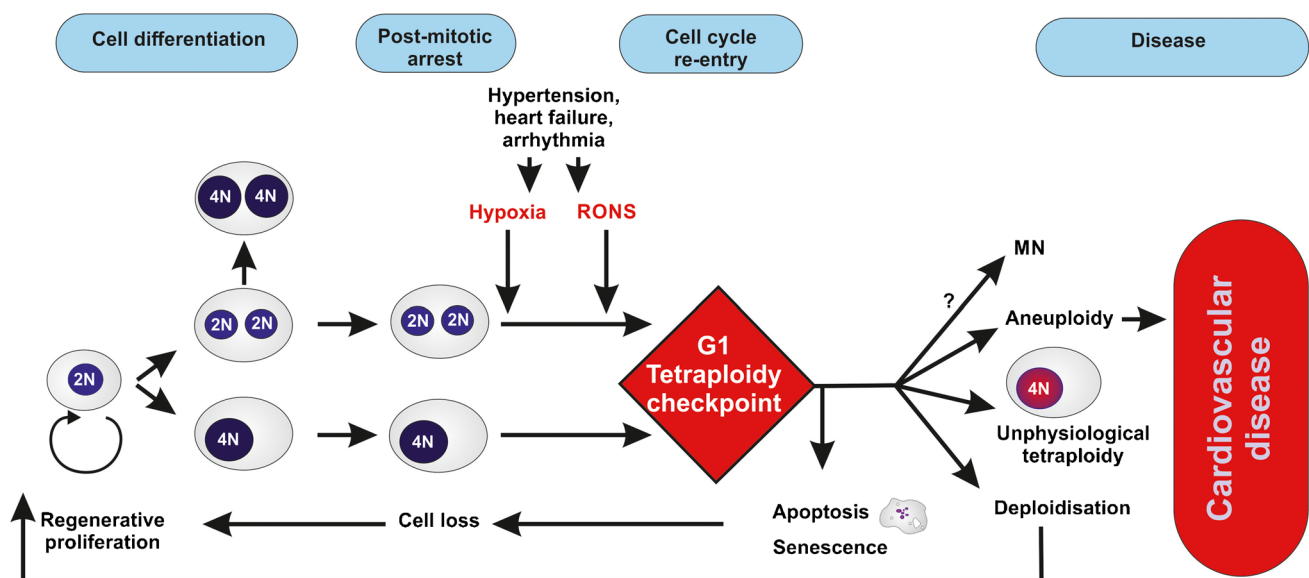 Cell differentiation
Post-mitotic
arrest
Cell cycle
re-entry
Disease
Hypertension,
heart failure,
arrhythmia
Hypoxia
RONS
4N 4N
2N 2N
2N 2N
2N
4N
4N
G1
Tetraploidy
checkpoint
?
MN
Aneuploidy
4N
Unphysiological
tetraploidy
Deploidisation
Cardiovascular
disease
Regenerative
proliferation
Cell loss
Apoptosis
Senescence